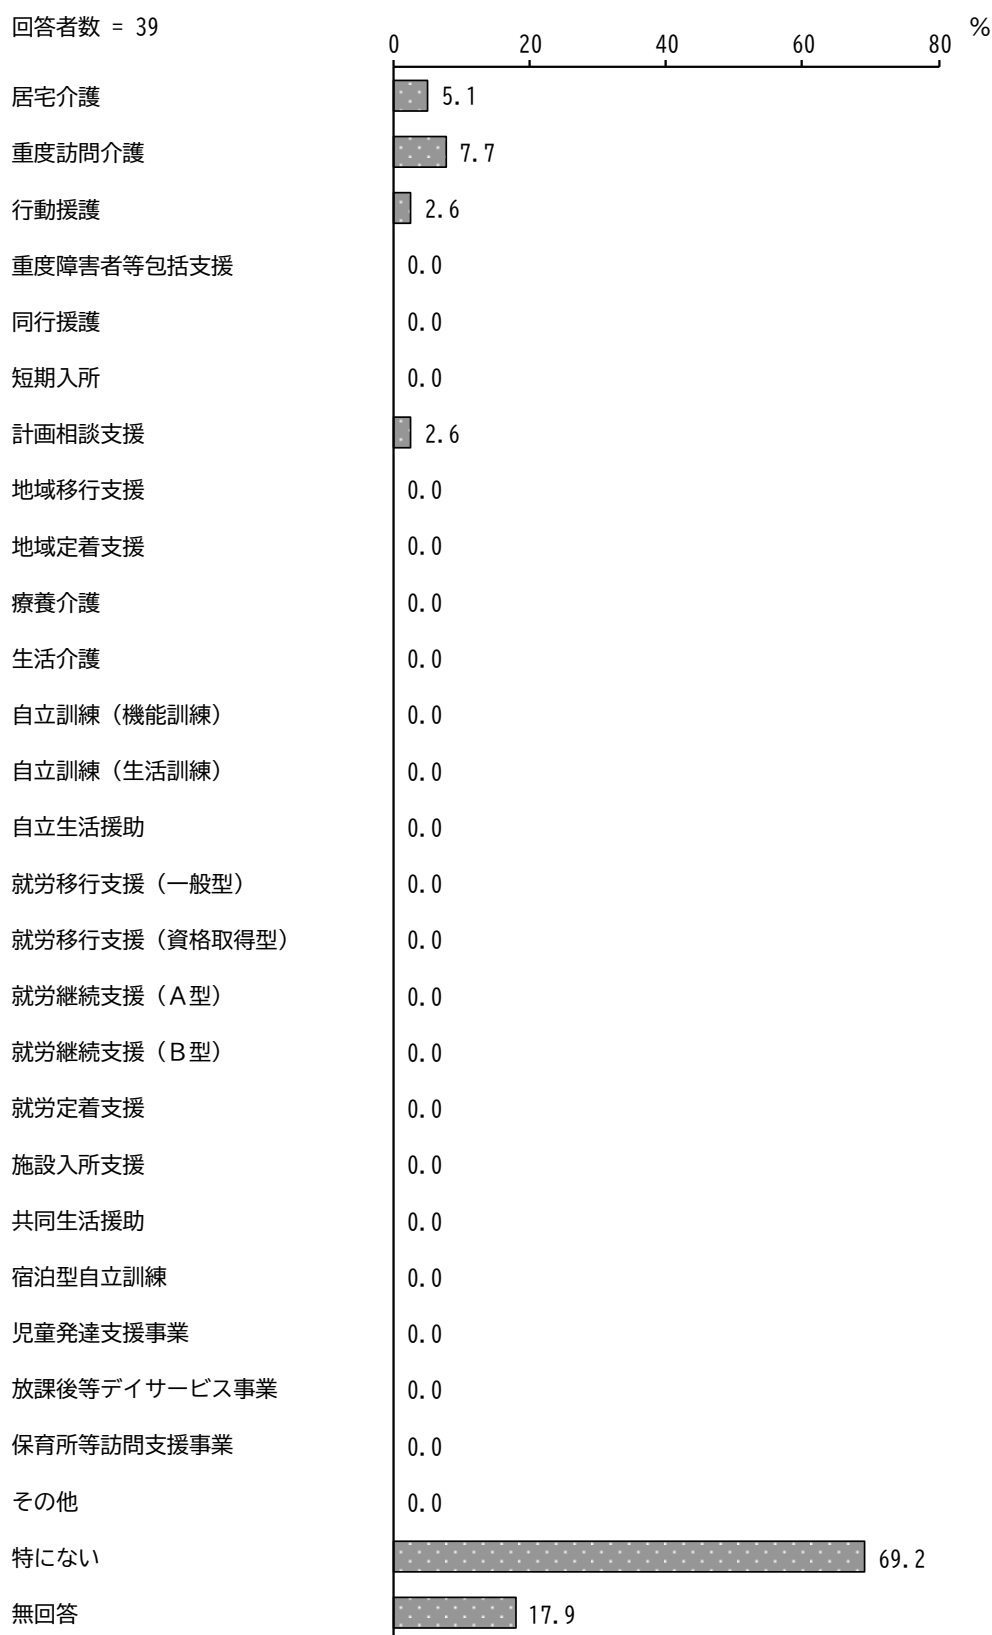 回答者数 = 39
0 20 40 60 80 %
居宅介護 5.1
重度訪問介護 7.7
行動援護 2.6
重度障害者等包括支援 0.0
同行援護 0.0
短期入所 0.0
計画相談支援 2.6
地域移行支援 0.0
地域定着支援 0.0
療養介護 0.0
生活介護 0.0
自立訓練（機能訓練） 0.0
自立訓練（生活訓練） 0.0
自立生活援助 0.0
就労移行支援（一般型） 0.0
就労移行支援（資格取得型） 0.0
就労継続支援（Ａ型） 0.0
就労継続支援（Ｂ型） 0.0
就労定着支援 0.0
施設入所支援 0.0
共同生活援助 0.0
宿泊型自立訓練 0.0
児童発達支援事業 0.0
放課後等デイサービス事業 0.0
保育所等訪問支援事業 0.0
その他 0.0
特にない 69.2
無回答 17.9